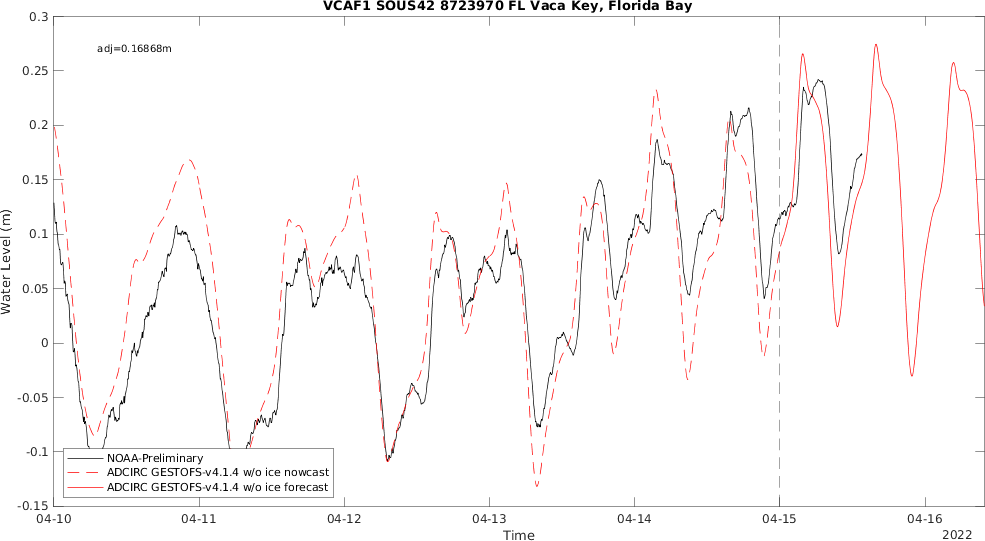 VCAF1 SOUS42 8723970 FL Vaca Key, Florida Bay
0.3
adj=0.16868m
0.25
0.2
0.15
0.1
0.05
0
-0.05
-0.1
-0.15
Water Level (m)
NOAA-Preliminary
ADCIRC GESTOFS-v4.1.4 w/o ice nowcast
ADCIRC GESTOFS-v4.1.4 w/o ice forecast
04-10 04-11 04-12 04-13 04-14 04-15 04-16
Time
2022